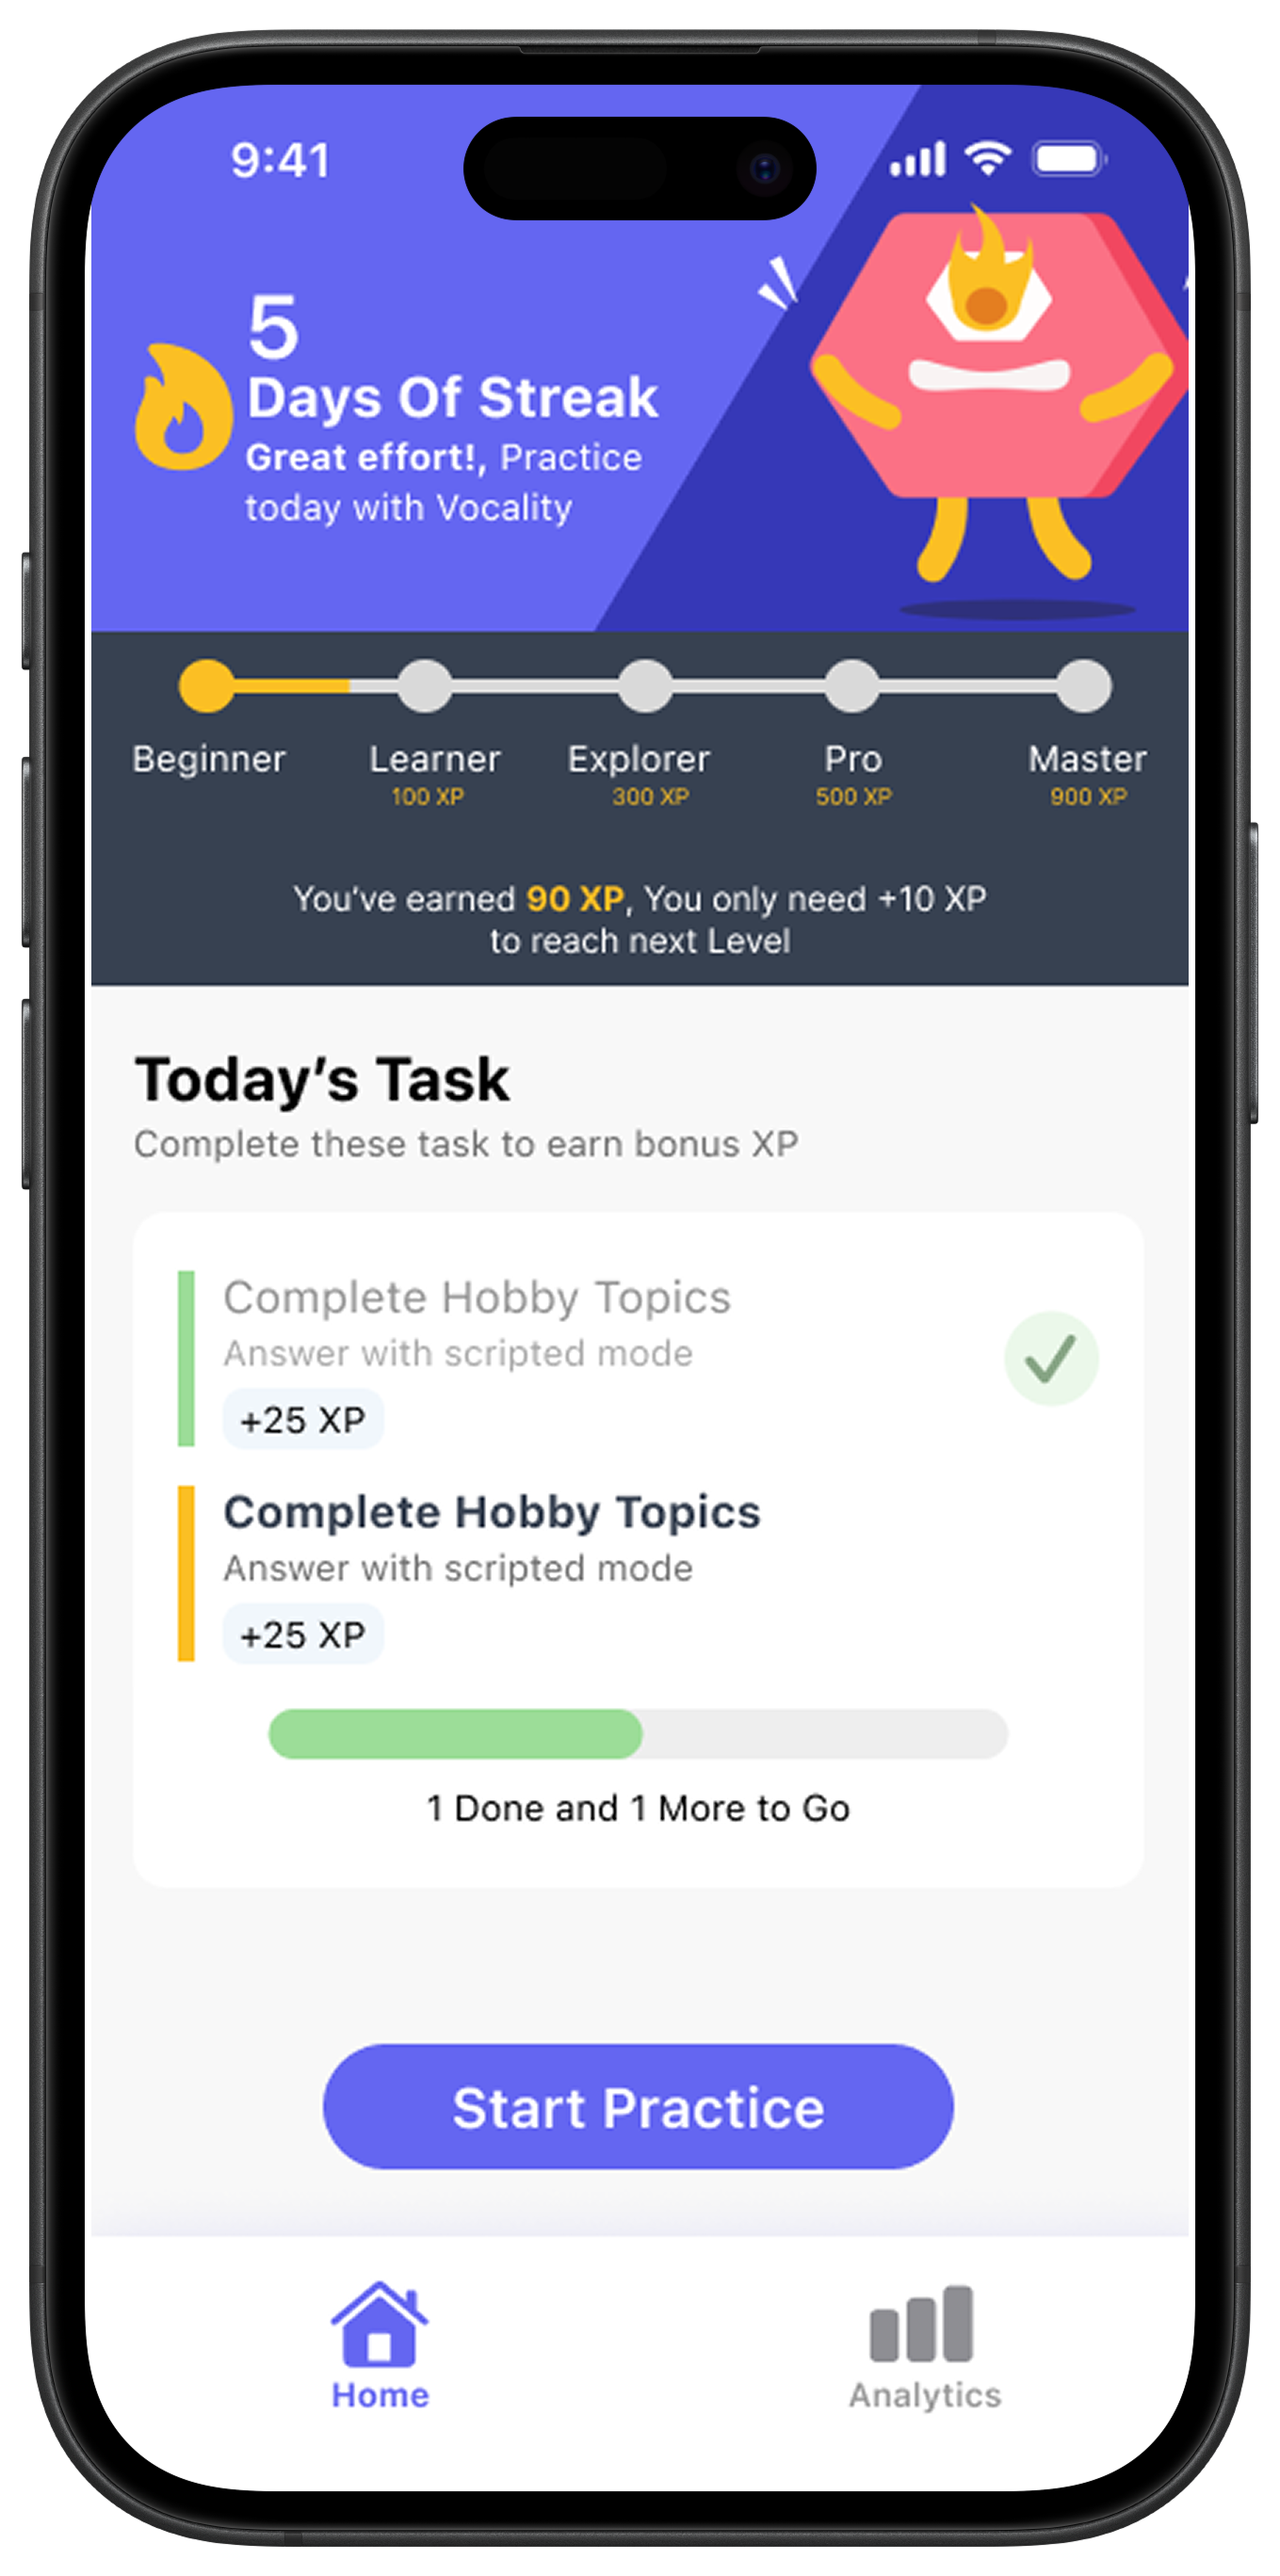 9:41
5
Days Of Streak
Great effort!, Practice
today with Vocality
Beginner
Learner
100 XP
Explorer
300 XP
Pro
500 XP
Master
900 XP
You’ve earned 90 XP, You only need +10 XP
to reach next Level
Today’s Task
Complete these task to earn bonus XP
Complete Hobby Topics
Answer with scripted mode
+25 XP
Complete Hobby Topics
Answer with scripted mode
+25 XP
1 Done and 1 More to Go
Start Practice
Home
Analytics